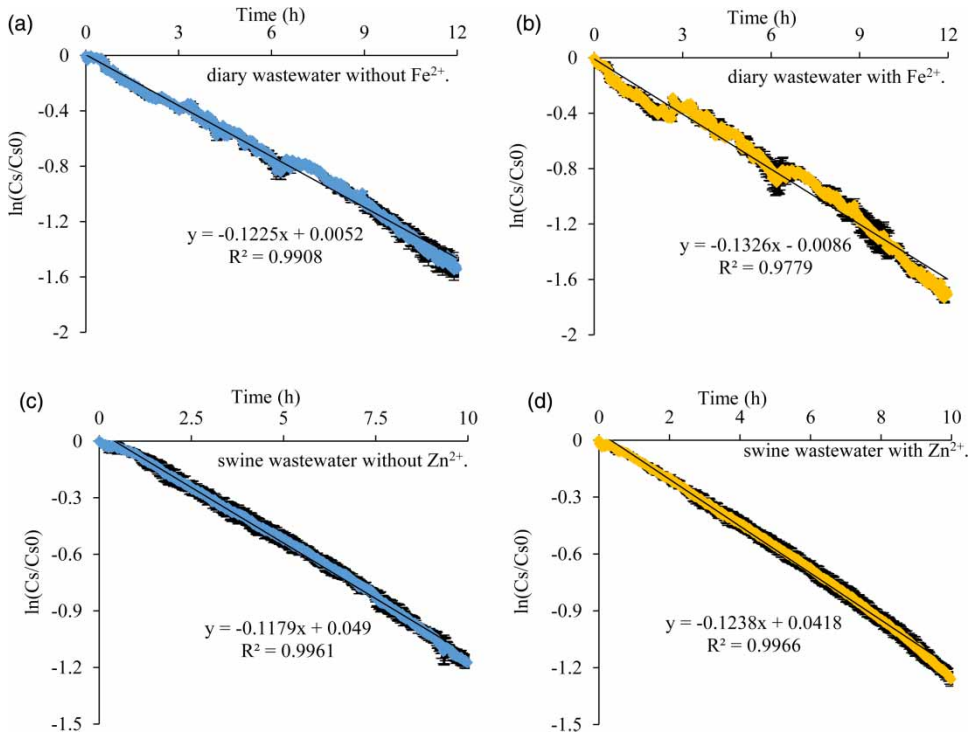 (a)
Time (h)
0 3 6 9 12
0
-0.4
-0.8
-1.2
-1.6
-2
ln(Cs/Cs0)
diary wastewater without Fe²⁺.
y = -0.1225x + 0.0052
R² = 0.9908
(b)
Time (h)
0 3 6 9 12
0
-0.4
-0.8
-1.2
-1.6
-2
ln(Cs/Cs0)
diary wastewater with Fe²⁺.
y = -0.1326x - 0.0086
R² = 0.9779
(c)
Time (h)
0 2.5 5 7.5 10
0
-0.3
-0.6
-0.9
-1.2
-1.5
ln(Cs/Cs0)
swine wastewater without Zn²⁺.
y = -0.1179x + 0.049
R² = 0.9961
(d)
Time (h)
0 2 4 6 8 10
0
-0.3
-0.6
-0.9
-1.2
-1.5
ln(Cs/Cs0)
swine wastewater with Zn²⁺.
y = -0.1238x + 0.0418
R² = 0.9966